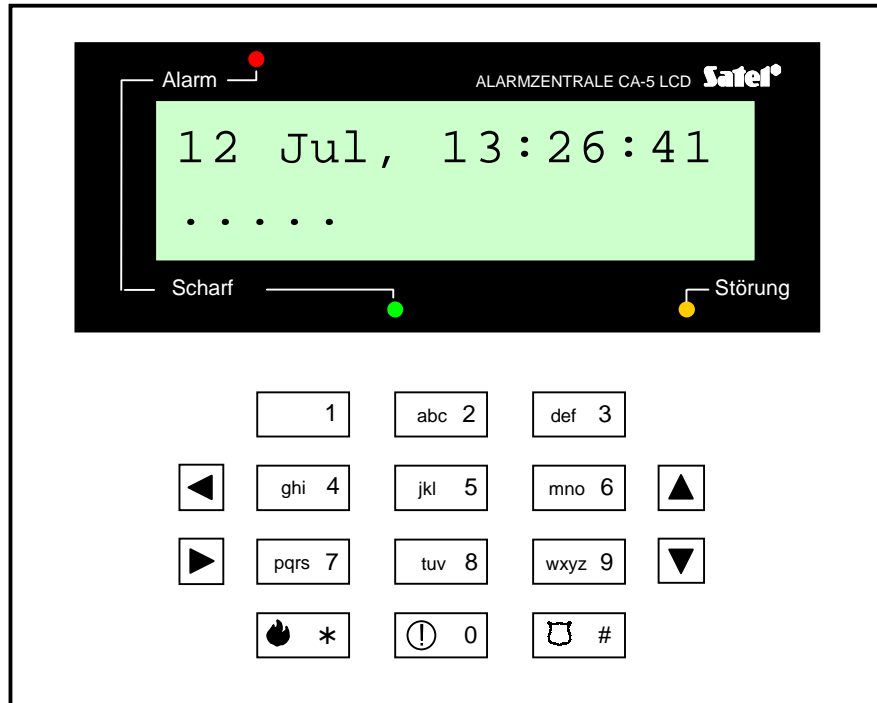 Alarm
ALARMZENTRALE CA-5 LCD Satel®
12 Jul, 13:26:41
.....
Scharf
Störung
1
abc 2
def 3
ghi 4
jkl 5
mno 6
pqrs 7
tuv 8
wxyz 9
*
! 0
#